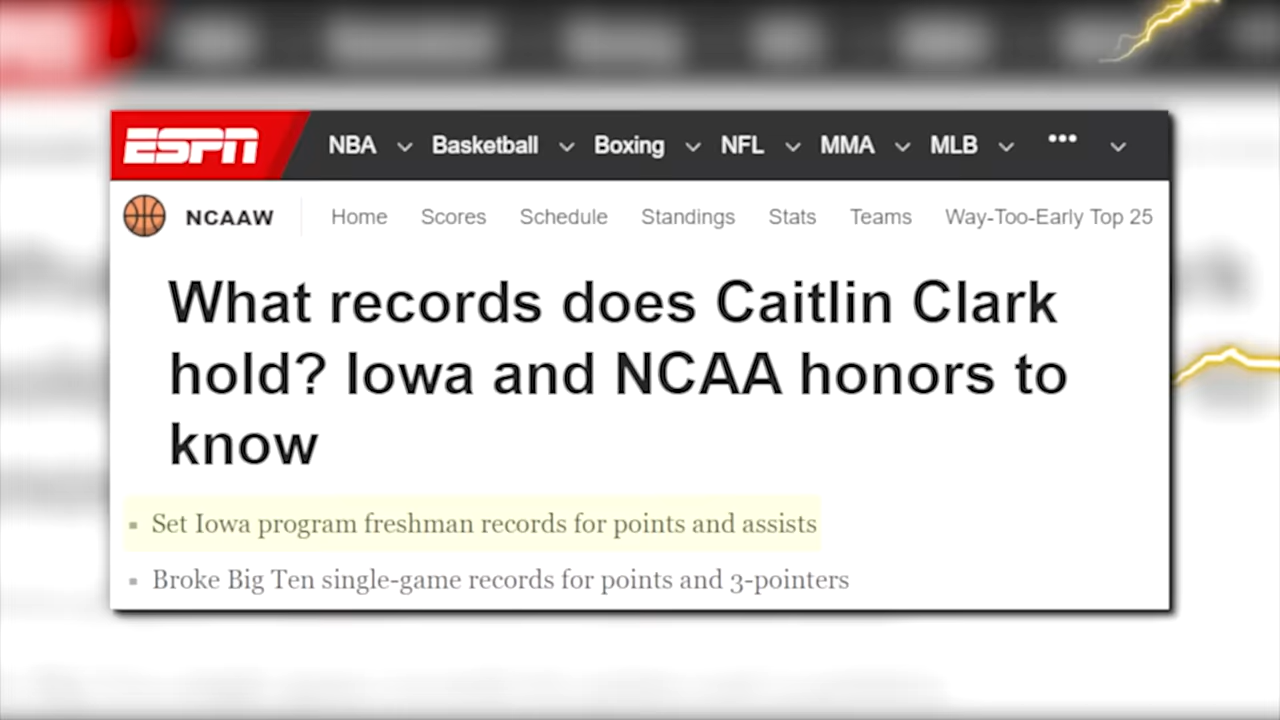 ESPN NBA Basketball Boxing NFL MMA MLB •••
NCAAW Home Scores Schedule Standings Stats Teams Way-Too-Early Top 25
What records does Caitlin Clark
hold? Iowa and NCAA honors to
know
▪ Set Iowa program freshman records for points and assists
▪ Broke Big Ten single-game records for points and 3-pointers